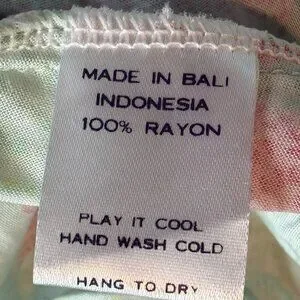 MADE IN BALI
INDONESIA
100% RAYON
PLAY IT COOL
HAND WASH COLD
HANG TO DRY